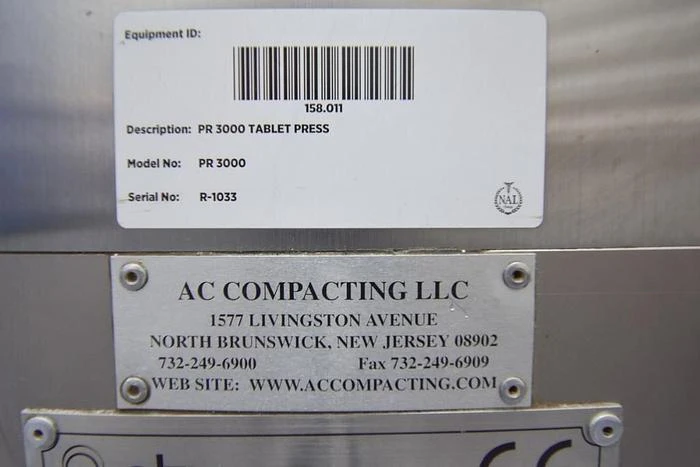 Equipment ID:
158.011
Description: PR 3000 TABLET PRESS
Model No: PR 3000
Serial No: R-1033
NAL
AC COMPACTING LLC
1577 LIVINGSTON AVENUE
NORTH BRUNSWICK, NEW JERSEY 08902
732-249-6900 Fax 732-249-6909
WEB SITE: WWW.ACCOMPACTING.COM